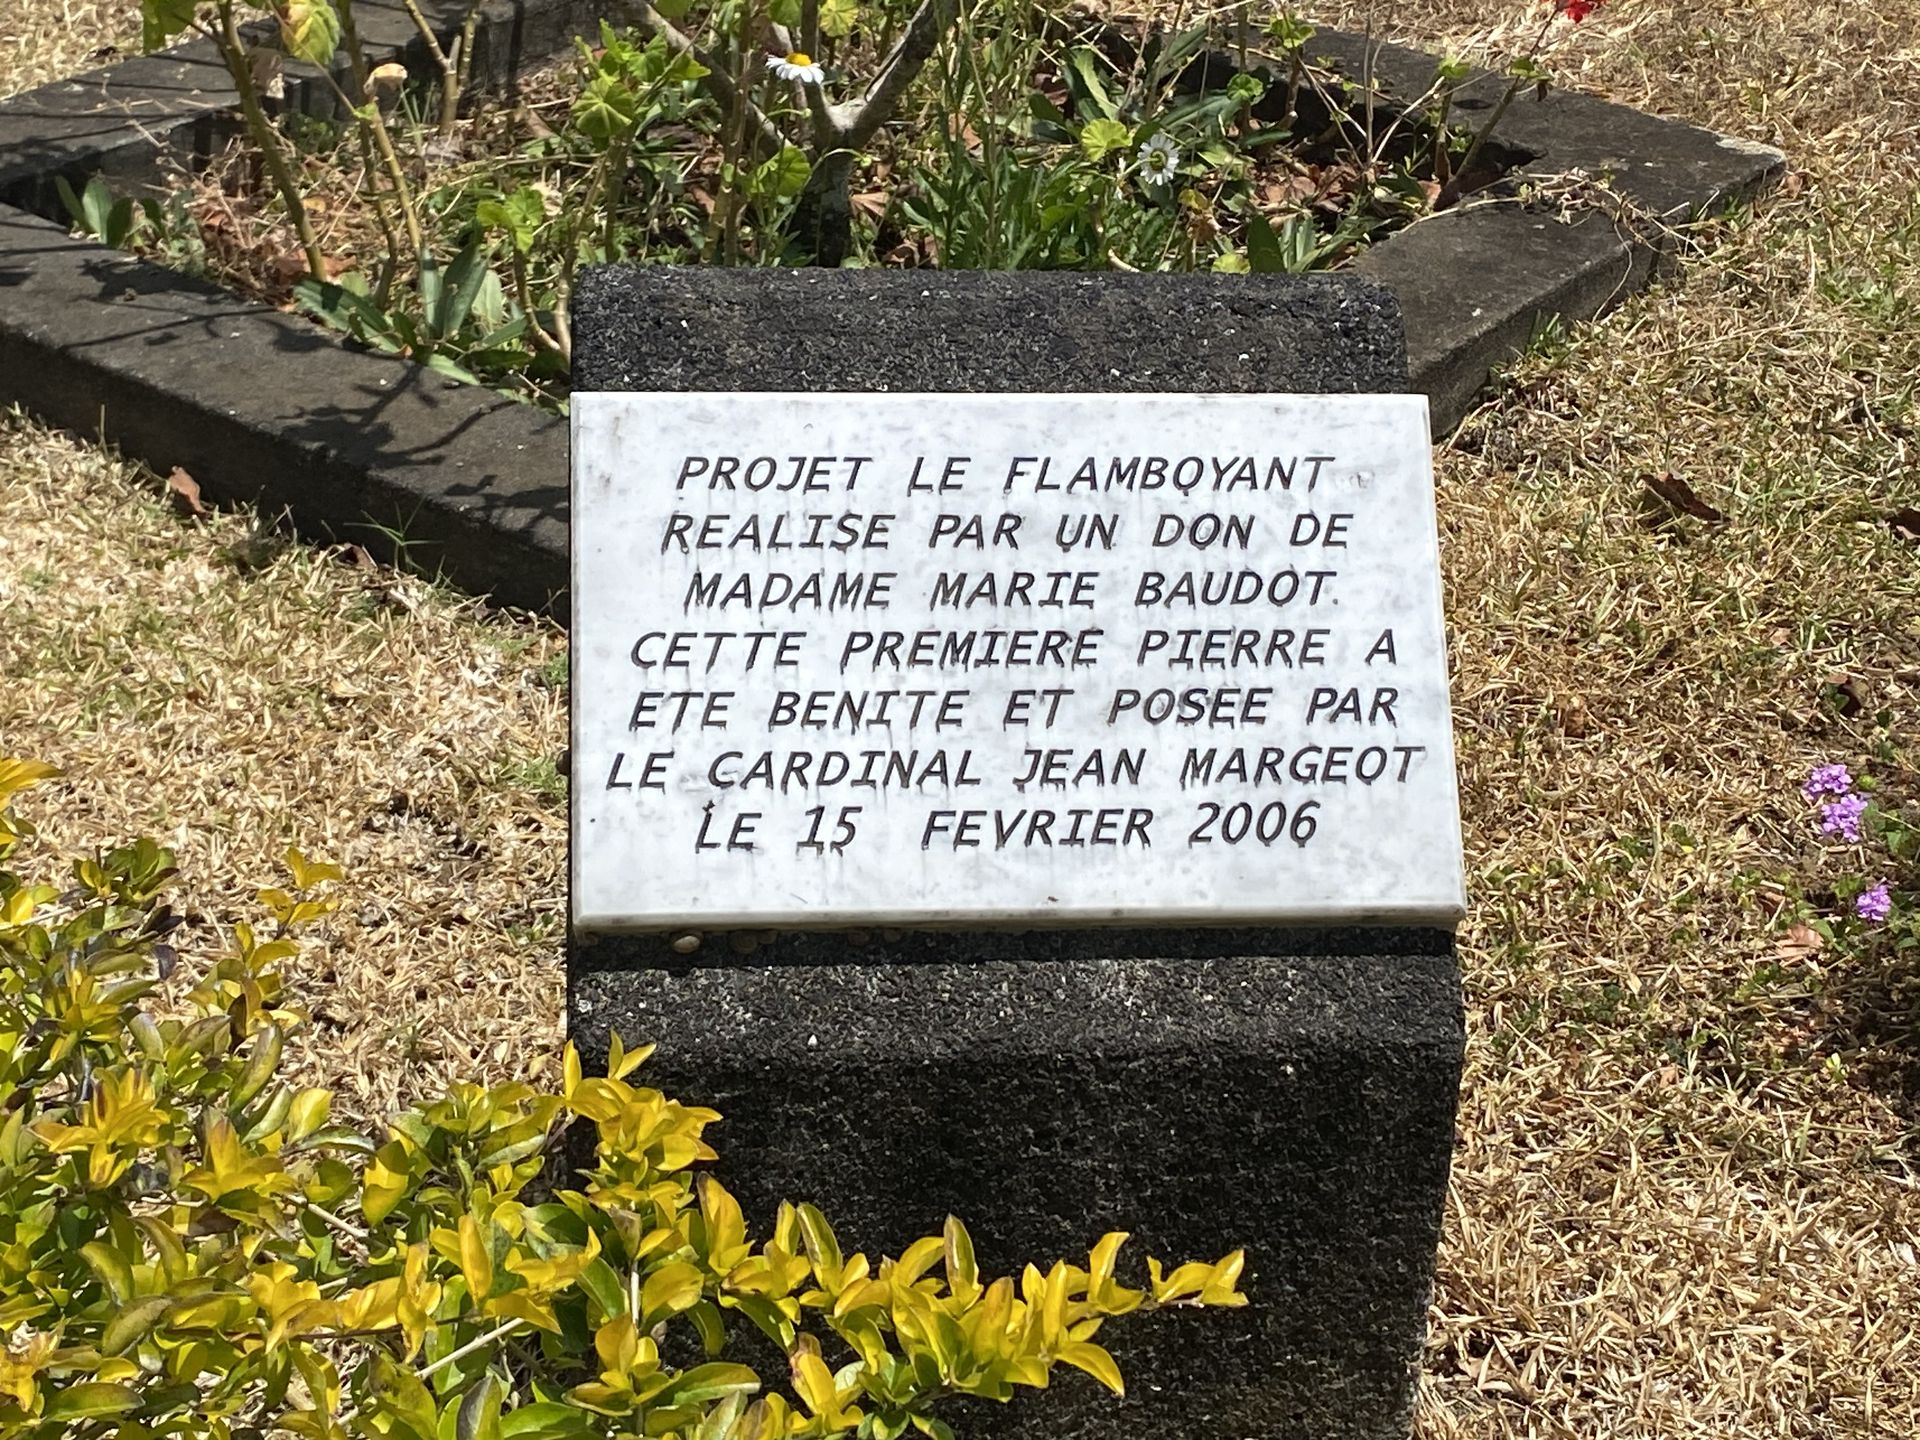 PROJET LE FLAMBOYANT
REALISE PAR UN DON DE
MADAME MARIE BAUDOT.
CETTE PREMIERE PIERRE A
ETE BENITE ET POSEE PAR
LE CARDINAL JEAN MARGEOT
LE 15 FEVRIER 2006